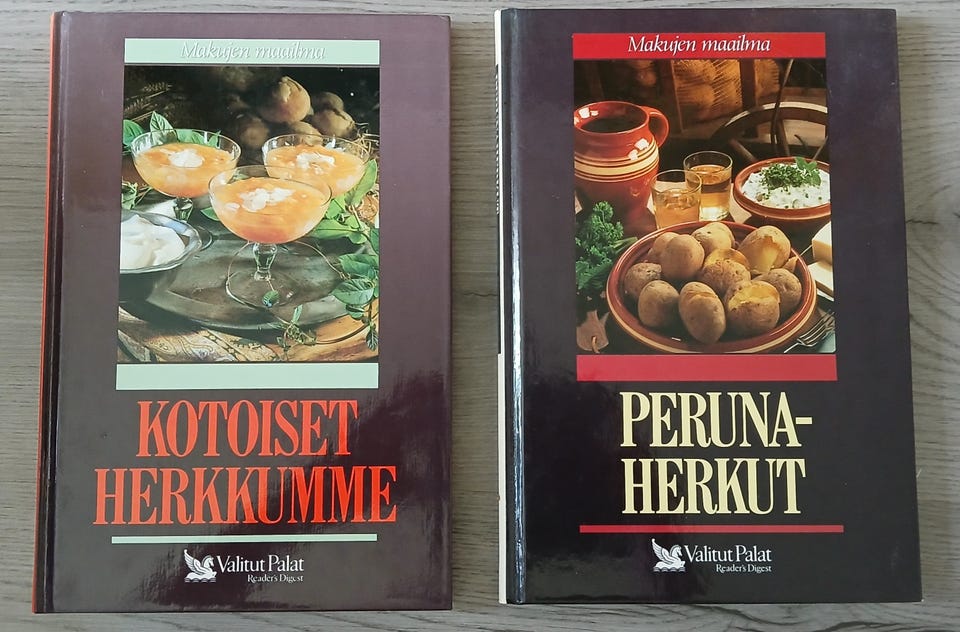 Makujen maailma
KOTOISET
HERKKUMME
Valitut Palat
Reader's Digest
Makujen maailma
PERUNA-
HERKUT
Valitut Palat
Reader's Digest